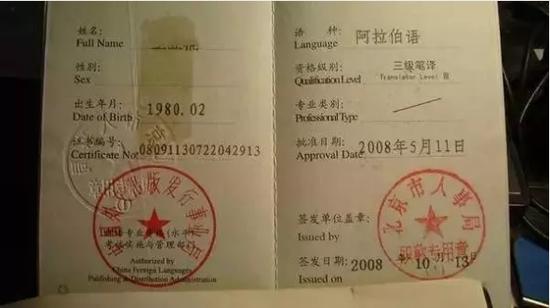 姓名:
Full Name
性别:
Sex
出生年月:
Date of Birth 1980.02
证书编号:
Certificate No 08091130722042913
Authorized by
China Foreign Languages
Publishing & Distribution Administration
语 种:
Language 阿拉伯语
资格级别: 三级笔译
Qualification Level Translator Level III
专业类别:
Professional Type
批准日期:
Approval Date 2008年5月11日
北京市人事局
签发单位盖章:
Issued by
签发日期: 2008 年 10 月 13日
Issued on